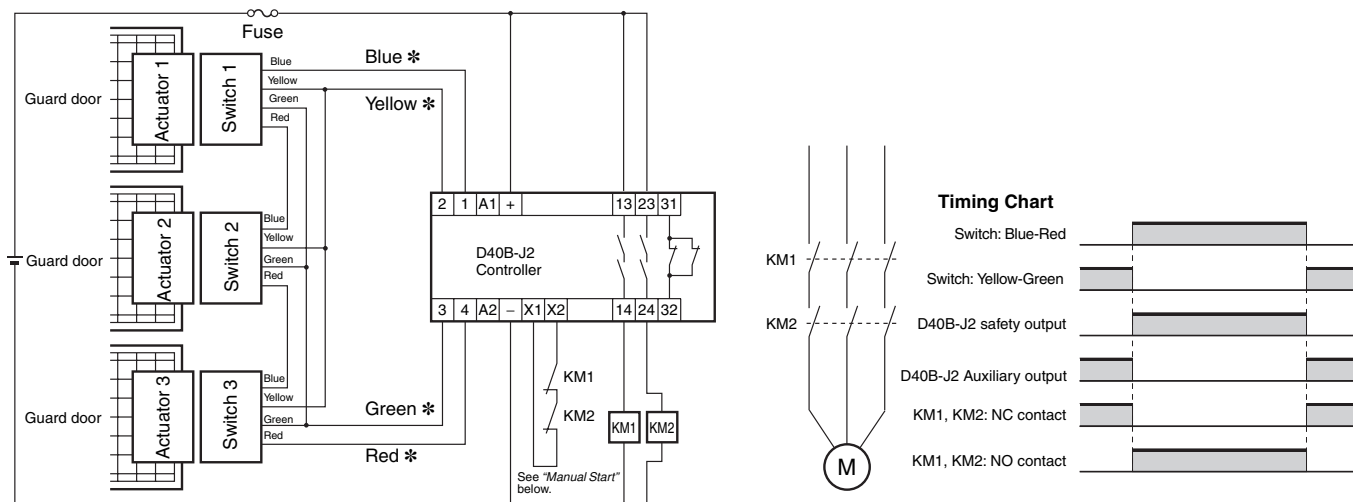 Fuse
Guard door
Actuator 1
Switch 1
Blue
Yellow
Green
Red
Blue *
Yellow *
Guard door
Actuator 2
Switch 2
Blue
Yellow
Green
Red
Guard door
Actuator 3
Switch 3
Blue
Yellow
Green
Red
Green *
Red *
2 1 A1 + 13 23 31
D40B-J2
Controller
3 4 A2 − X1 X2 14 24 32
KM1
KM2
KM1 KM2
See "Manual Start"
below.
KM1
KM2
M
Timing Chart
Switch: Blue-Red
Switch: Yellow-Green
D40B-J2 safety output
D40B-J2 Auxiliary output
KM1, KM2: NC contact
KM1, KM2: NO contact